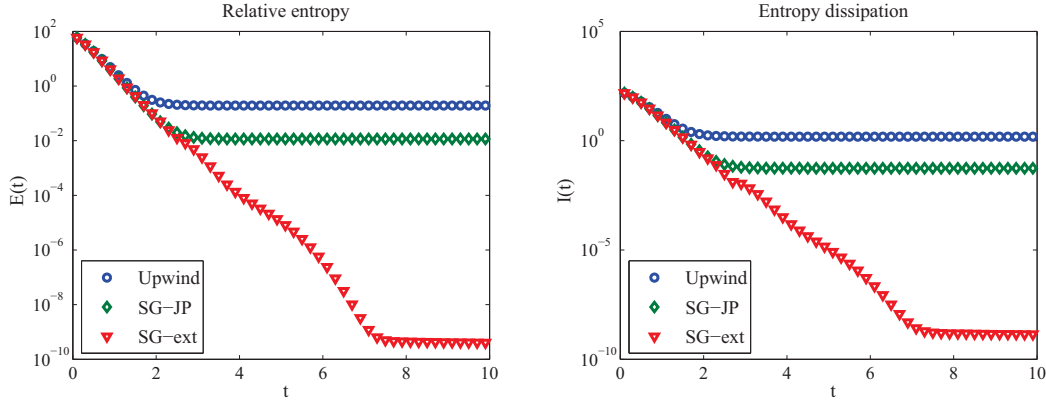 Relative entropy
10^2
10^0
10^-2
10^-4
10^-6
10^-8
10^-10
E(t)
0 2 4 6 8 10
t
Upwind
SG-JP
SG-ext
Entropy dissipation
10^5
10^0
10^-5
10^-10
I(t)
0 2 4 6 8 10
t
Upwind
SG-JP
SG-ext